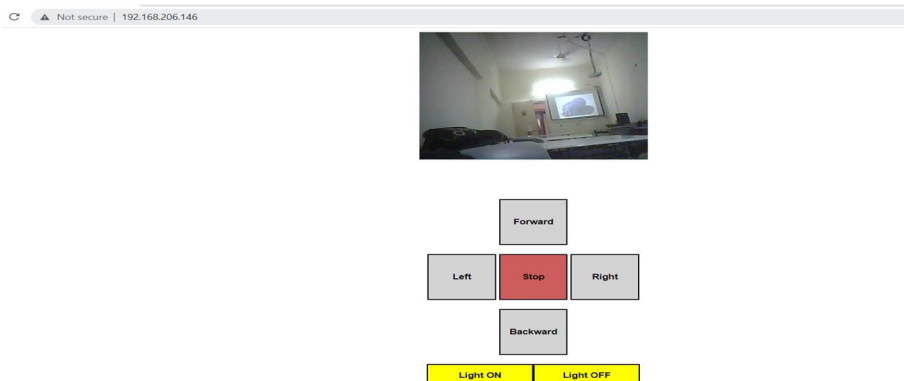 Not secure | 192.168.206.146
Forward
Left Stop Right
Backward
Light ON Light OFF